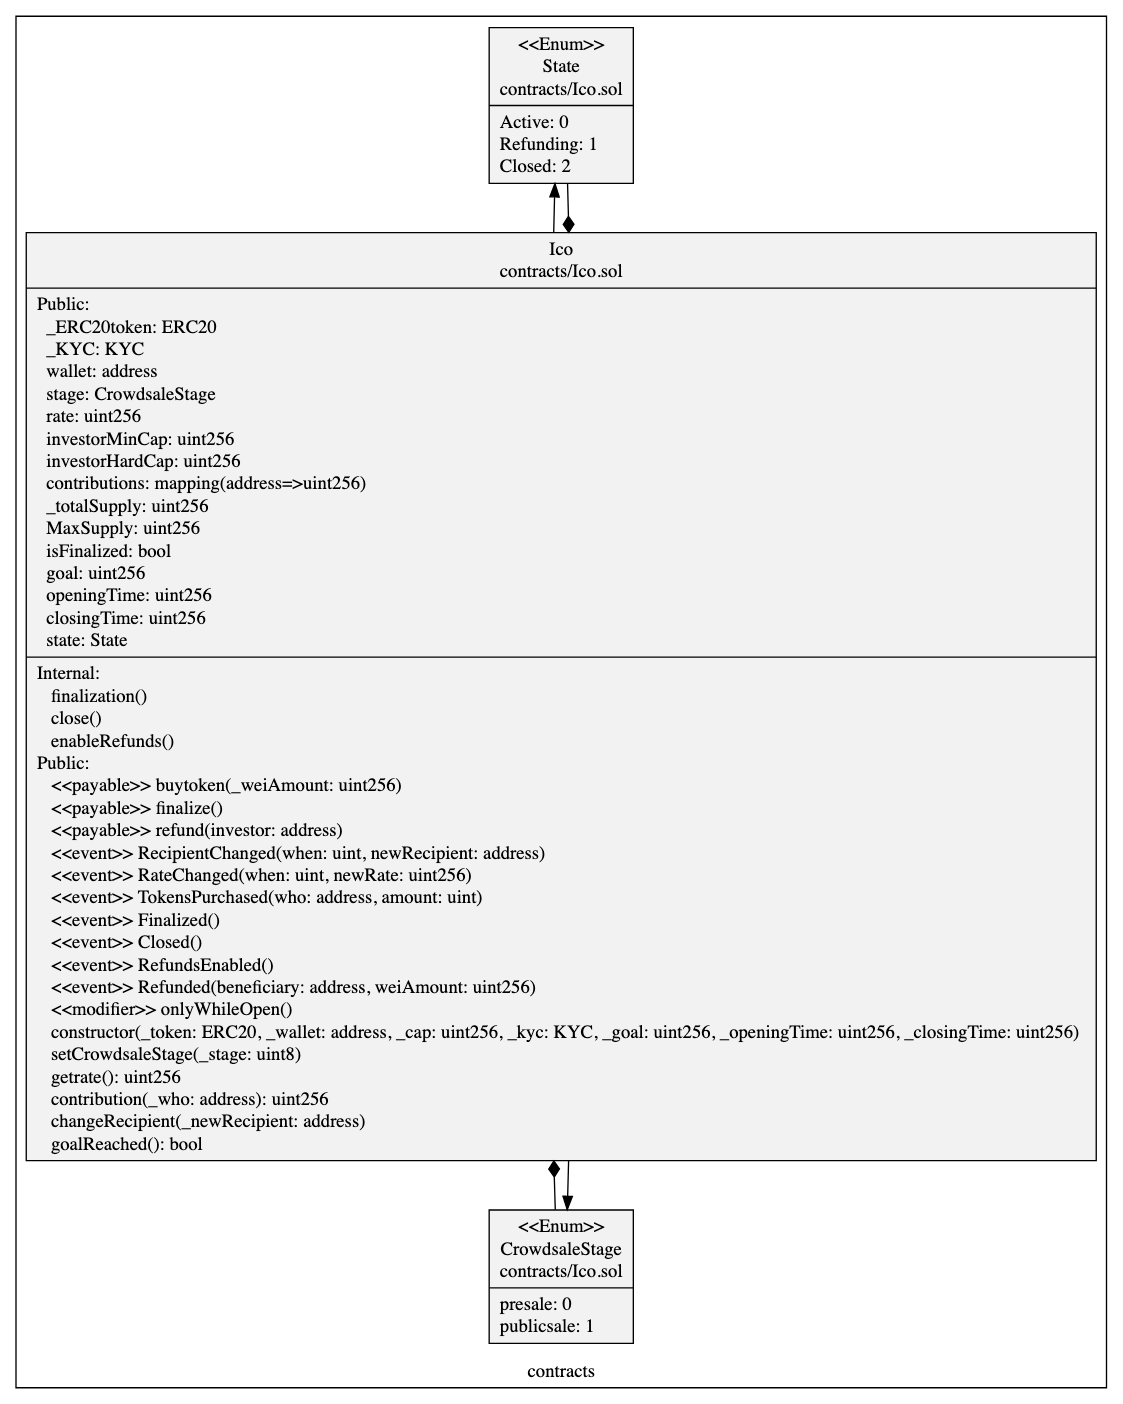 <<Enum>>
State
contracts/Ico.sol
Active: 0
Refunding: 1
Closed: 2
Ico
contracts/Ico.sol
Public:
_ERC20token: ERC20
_KYC: KYC
wallet: address
stage: CrowdsaleStage
rate: uint256
investorMinCap: uint256
investorHardCap: uint256
contributions: mapping(address=>uint256)
_totalSupply: uint256
MaxSupply: uint256
isFinalized: bool
goal: uint256
openingTime: uint256
closingTime: uint256
state: State
Internal:
finalization()
close()
enableRefunds()
Public:
<<payable>> buytoken(_weiAmount: uint256)
<<payable>> finalize()
<<payable>> refund(investor: address)
<<event>> RecipientChanged(when: uint, newRecipient: address)
<<event>> RateChanged(when: uint, newRate: uint256)
<<event>> TokensPurchased(who: address, amount: uint)
<<event>> Finalized()
<<event>> Closed()
<<event>> RefundsEnabled()
<<event>> Refunded(beneficiary: address, weiAmount: uint256)
<<modifier>> onlyWhileOpen()
constructor(_token: ERC20, _wallet: address, _cap: uint256, _kyc: KYC, _goal: uint256, _openingTime: uint256, _closingTime: uint256)
setCrowdsaleStage(_stage: uint8)
getrate(): uint256
contribution(_who: address): uint256
changeRecipient(_newRecipient: address)
goalReached(): bool
<<Enum>>
CrowdsaleStage
contracts/Ico.sol
presale: 0
publicsale: 1
contracts